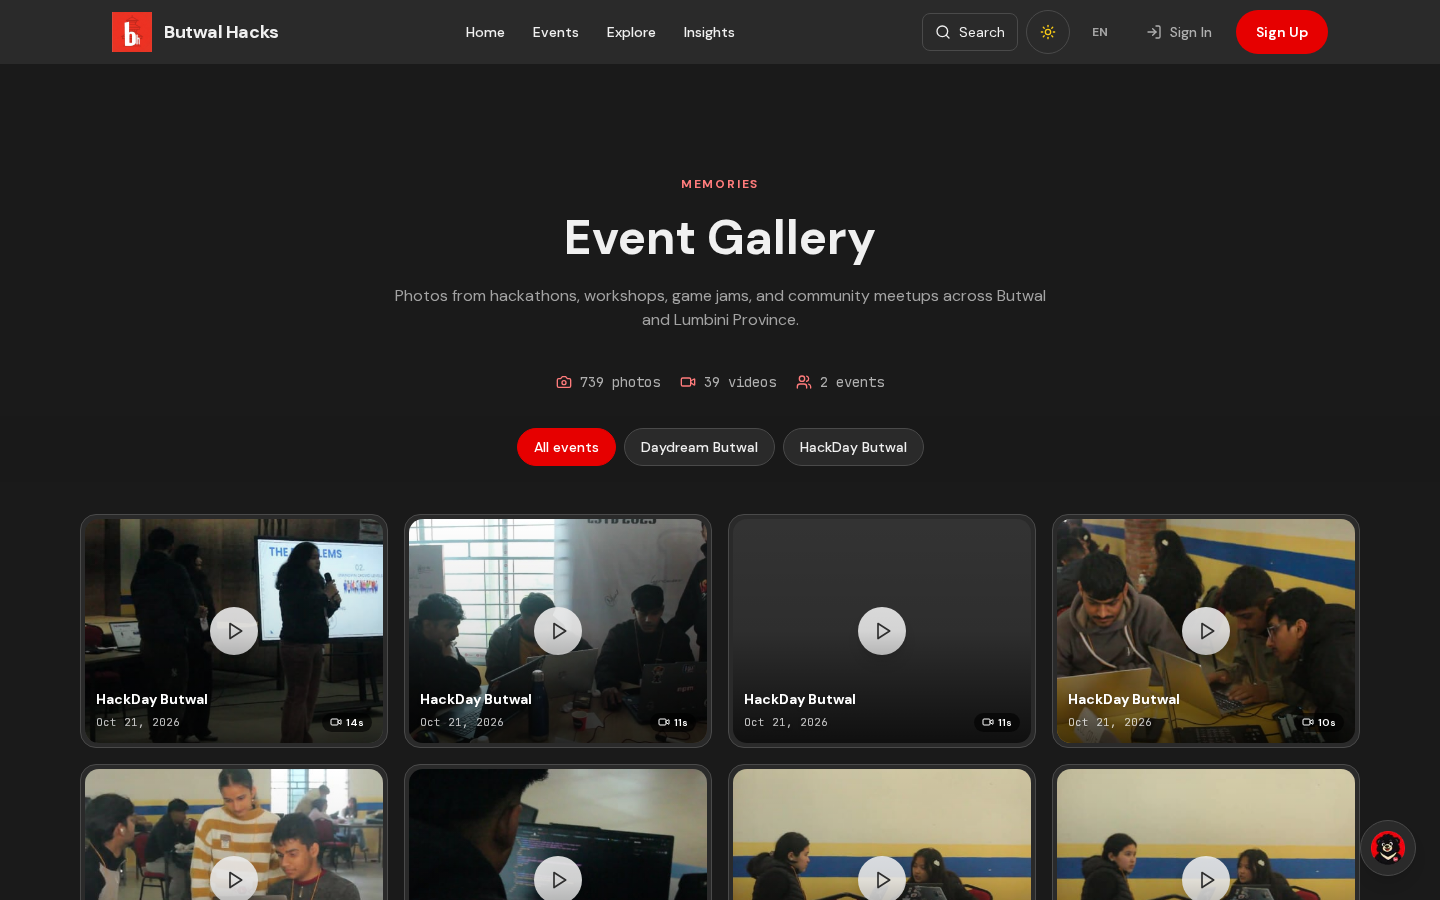 Butwal Hacks
Home
Events
Explore
Insights
Search
EN
Sign In
Sign Up
MEMORIES
Event Gallery
Photos from hackathons, workshops, game jams, and community meetups across Butwal
and Lumbini Province.
739 photos
39 videos
2 events
All events
Daydream Butwal
HackDay Butwal
HackDay Butwal
Oct 21, 2026
14s
HackDay Butwal
Oct 21, 2026
11s
HackDay Butwal
Oct 21, 2026
11s
HackDay Butwal
Oct 21, 2026
10s